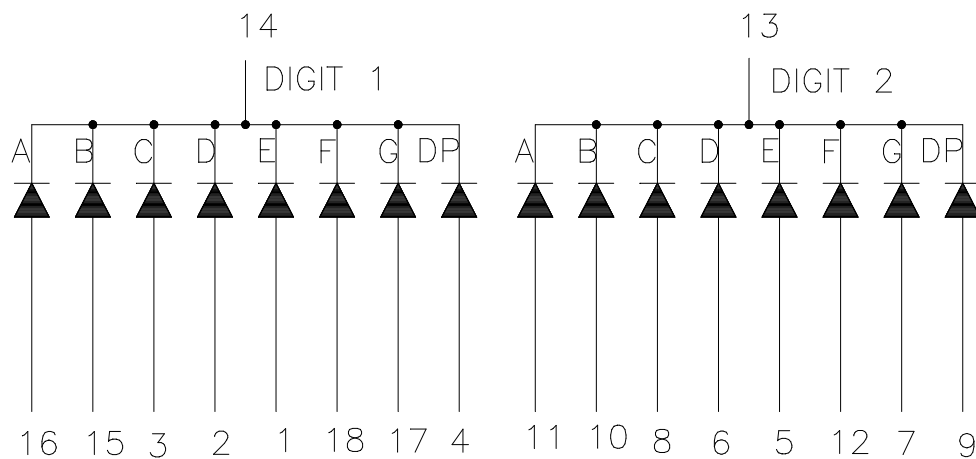 14 13
DIGIT 1 DIGIT 2
A B C D E F G DP A B C D E F G DP
16 15 3 2 1 18 17 4 11 10 8 6 5 12 7 9